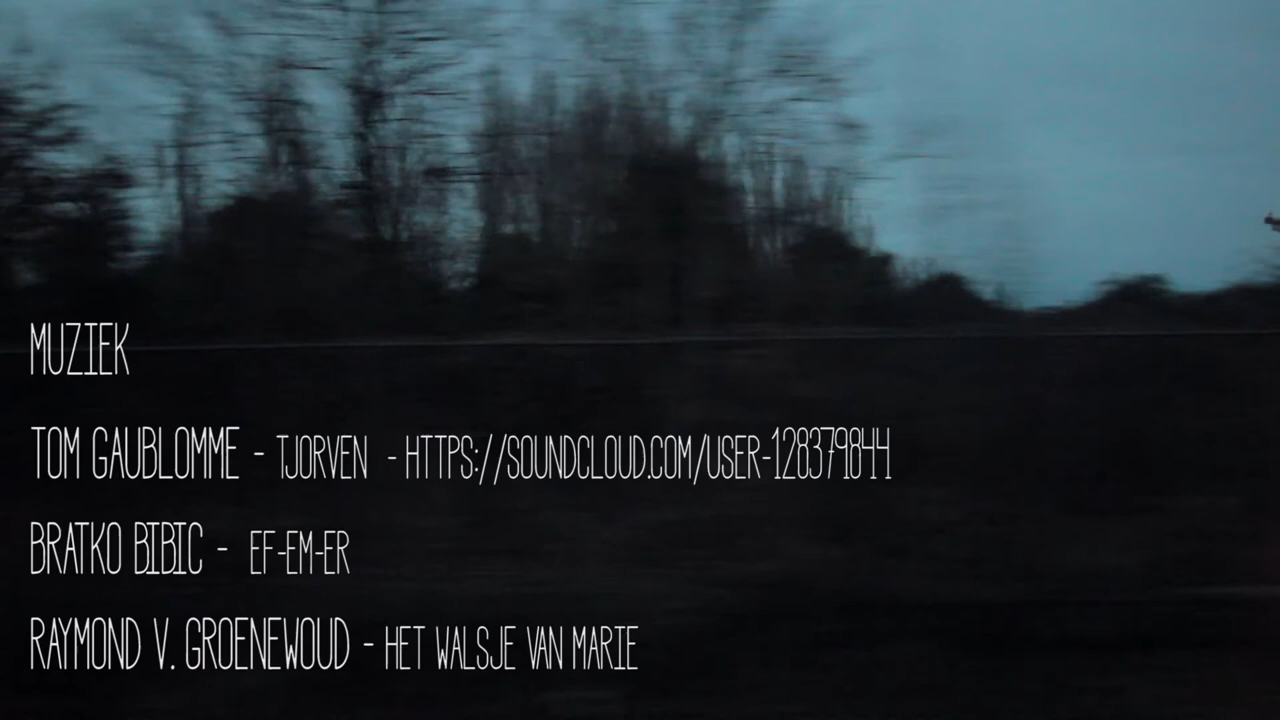 MUZIEK
TOM GAUBLOMME - TJORVEN - HTTPS://SOUNDCLOUD.COM/USER-128379844
BRATKO BIBIC - EF-EM-ER
RAYMOND V. GROENEWOUD - HET WALSJE VAN MARIE